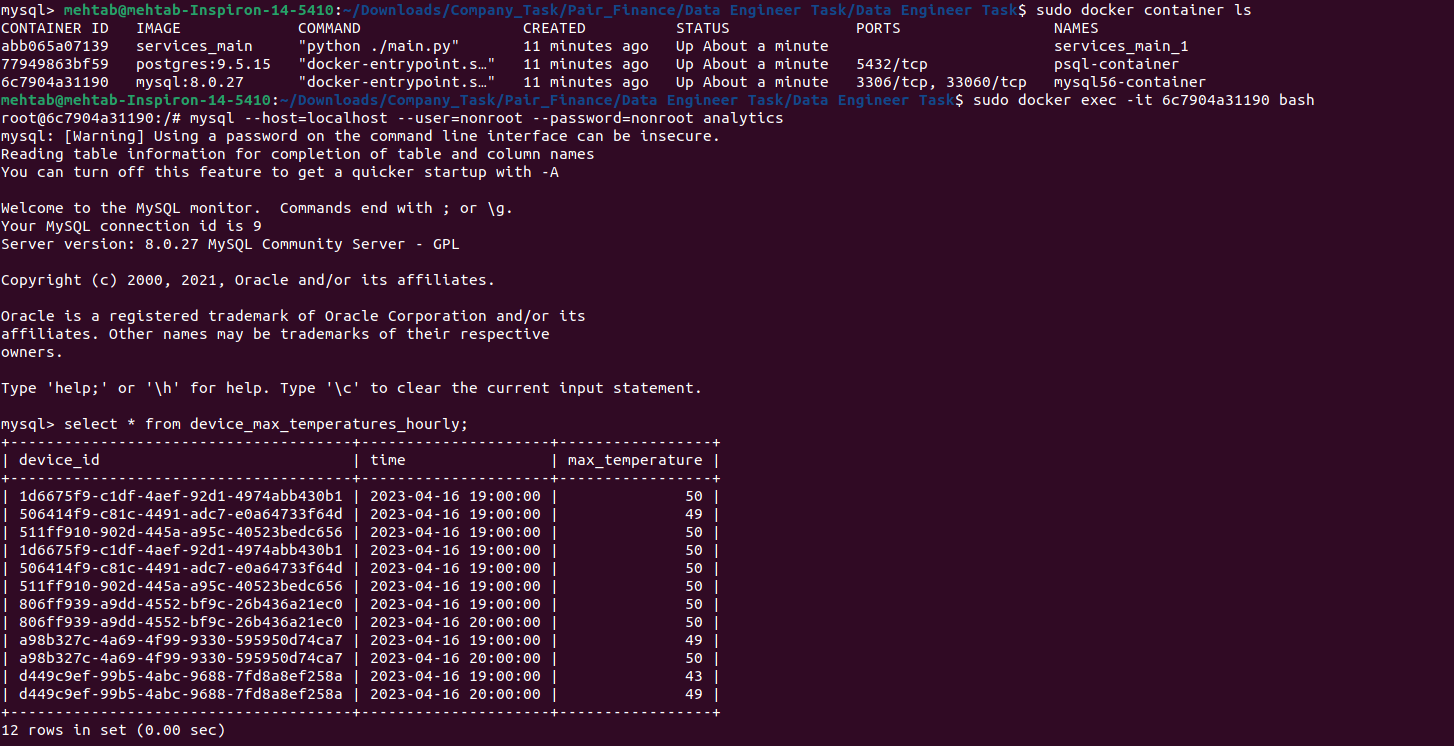 mysql> mehtab@mehtab-Inspiron-14-5410:~/Downloads/Company_Task/Pair_Finance/Data Engineer Task/Data Engineer Task$ sudo docker container ls
CONTAINER ID   IMAGE             COMMAND                  CREATED          STATUS              PORTS                 NAMES
abb065a07139   services_main     "python ./main.py"       11 minutes ago   Up About a minute                         services_main_1
77949863bf59   postgres:9.5.15   "docker-entrypoint.s…"   11 minutes ago   Up About a minute   5432/tcp              psql-container
6c7904a31190   mysql:8.0.27      "docker-entrypoint.s…"   11 minutes ago   Up About a minute   3306/tcp, 33060/tcp   mysql56-container
mehtab@mehtab-Inspiron-14-5410:~/Downloads/Company_Task/Pair_Finance/Data Engineer Task/Data Engineer Task$ sudo docker exec -it 6c7904a31190 bash
root@6c7904a31190:/# mysql --host=localhost --user=nonroot --password=nonroot analytics
mysql: [Warning] Using a password on the command line interface can be insecure.
Reading table information for completion of table and column names
You can turn off this feature to get a quicker startup with -A
Welcome to the MySQL monitor.  Commands end with ; or \g.
Your MySQL connection id is 9
Server version: 8.0.27 MySQL Community Server - GPL
Copyright (c) 2000, 2021, Oracle and/or its affiliates.
Oracle is a registered trademark of Oracle Corporation and/or its
affiliates. Other names may be trademarks of their respective
owners.
Type 'help;' or '\h' for help. Type '\c' to clear the current input statement.
mysql> select * from device_max_temperatures_hourly;
+--------------------------------------+---------------------+-----------------+
| device_id                            | time                | max_temperature |
+--------------------------------------+---------------------+-----------------+
| 1d6675f9-c1df-4aef-92d1-4974abb430b1 | 2023-04-16 19:00:00 |              50 |
| 506414f9-c81c-4491-adc7-e0a64733f64d | 2023-04-16 19:00:00 |              49 |
| 511ff910-902d-445a-a95c-40523bedc656 | 2023-04-16 19:00:00 |              50 |
| 1d6675f9-c1df-4aef-92d1-4974abb430b1 | 2023-04-16 19:00:00 |              50 |
| 506414f9-c81c-4491-adc7-e0a64733f64d | 2023-04-16 19:00:00 |              50 |
| 511ff910-902d-445a-a95c-40523bedc656 | 2023-04-16 19:00:00 |              50 |
| 806ff939-a9dd-4552-bf9c-26b436a21ec0 | 2023-04-16 19:00:00 |              50 |
| 806ff939-a9dd-4552-bf9c-26b436a21ec0 | 2023-04-16 20:00:00 |              50 |
| a98b327c-4a69-4f99-9330-595950d74ca7 | 2023-04-16 19:00:00 |              49 |
| a98b327c-4a69-4f99-9330-595950d74ca7 | 2023-04-16 20:00:00 |              50 |
| d449c9ef-99b5-4abc-9688-7fd8a8ef258a | 2023-04-16 19:00:00 |              43 |
| d449c9ef-99b5-4abc-9688-7fd8a8ef258a | 2023-04-16 20:00:00 |              49 |
+--------------------------------------+---------------------+-----------------+
12 rows in set (0.00 sec)